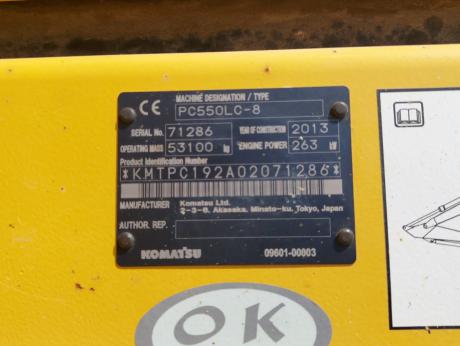 CE MACHINE DESIGNATION / TYPE
PC550LC-8
SERIAL No. 71286 YEAR OF CONSTRUCTION 2013
OPERATING MASS 53100 kg ENGINE POWER 263 kW
Product Identification Number
*KMTPC192A02071286*
MANUFACTURER Komatsu Ltd.
2-3-6, Akasaka, Minato-ku, Tokyo, Japan
AUTHOR. REP.
KOMATSU 09601-00003
OK